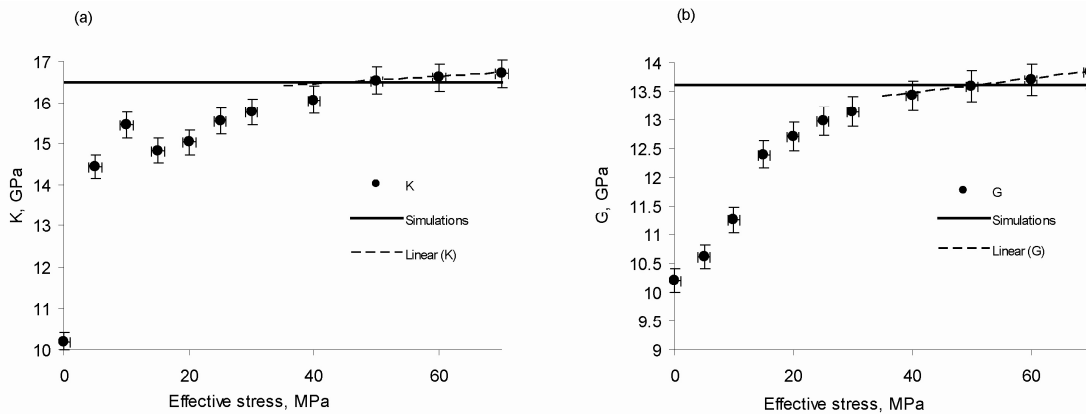 (a)
17
16
15
14
13
12
11
10
K, GPa
0
20
40
60
Effective stress, MPa
K
Simulations
Linear (K)
(b)
14
13.5
13
12.5
12
11.5
11
10.5
10
9.5
9
G, GPa
0
20
40
60
Effective stress, MPa
G
Simulations
Linear (G)